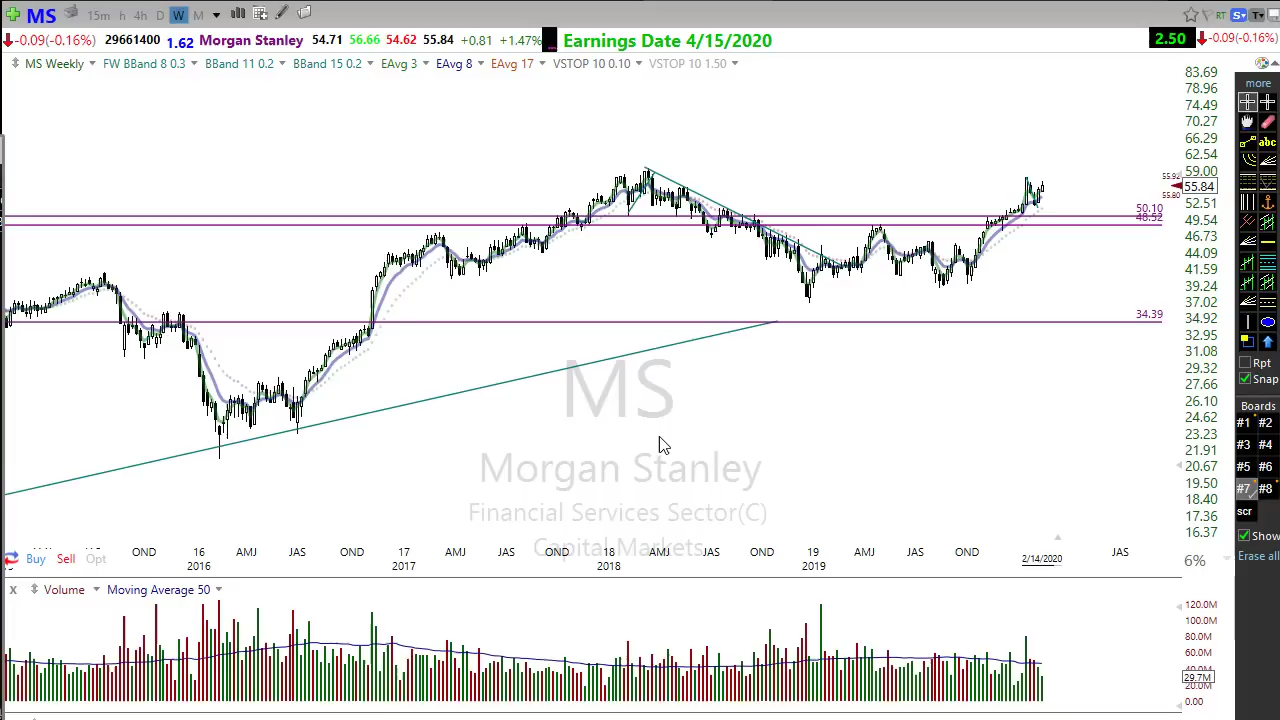 MS 15m h 4h D W M RT S T
-0.09(-0.16%) 29661400 1.62 Morgan Stanley 54.71 56.66 54.62 55.84 +0.81 +1.47% Earnings Date 4/15/2020 2.50 -0.09(-0.16%)
MS Weekly FW BBand 8 0.3 BBand 11 0.2 BBand 15 0.2 EAvg 3 EAvg 8 EAvg 17 VSTOP 10 0.10 VSTOP 10 1.50
83.69
78.96
74.49
70.27
66.29
62.54
59.00
55.92
55.84
55.80
52.51
50.10
48.52
49.54
46.73
44.09
41.59
39.24
37.02
34.39
34.92
32.95
31.08
29.32
27.66
26.10
24.62
23.23
21.91
20.67
19.50
18.40
17.36
16.37
MS
Morgan Stanley
Financial Services Sector(C)
Capital Markets
OND 16 AMJ JAS OND 17 AMJ JAS OND 18 AMJ JAS OND 19 AMJ JAS OND JAS
2016 2017 2018 2019 2/14/2020
Buy Sell Opt
6%
X Volume Moving Average 50
120.0M
100.0M
80.0M
60.0M
40.0M
29.7M
20.0M
0.00
more
abc
Rpt
Snap
Boards
#1 #2
#3 #4
#5 #6
#7 #8
scr
Show
Erase all